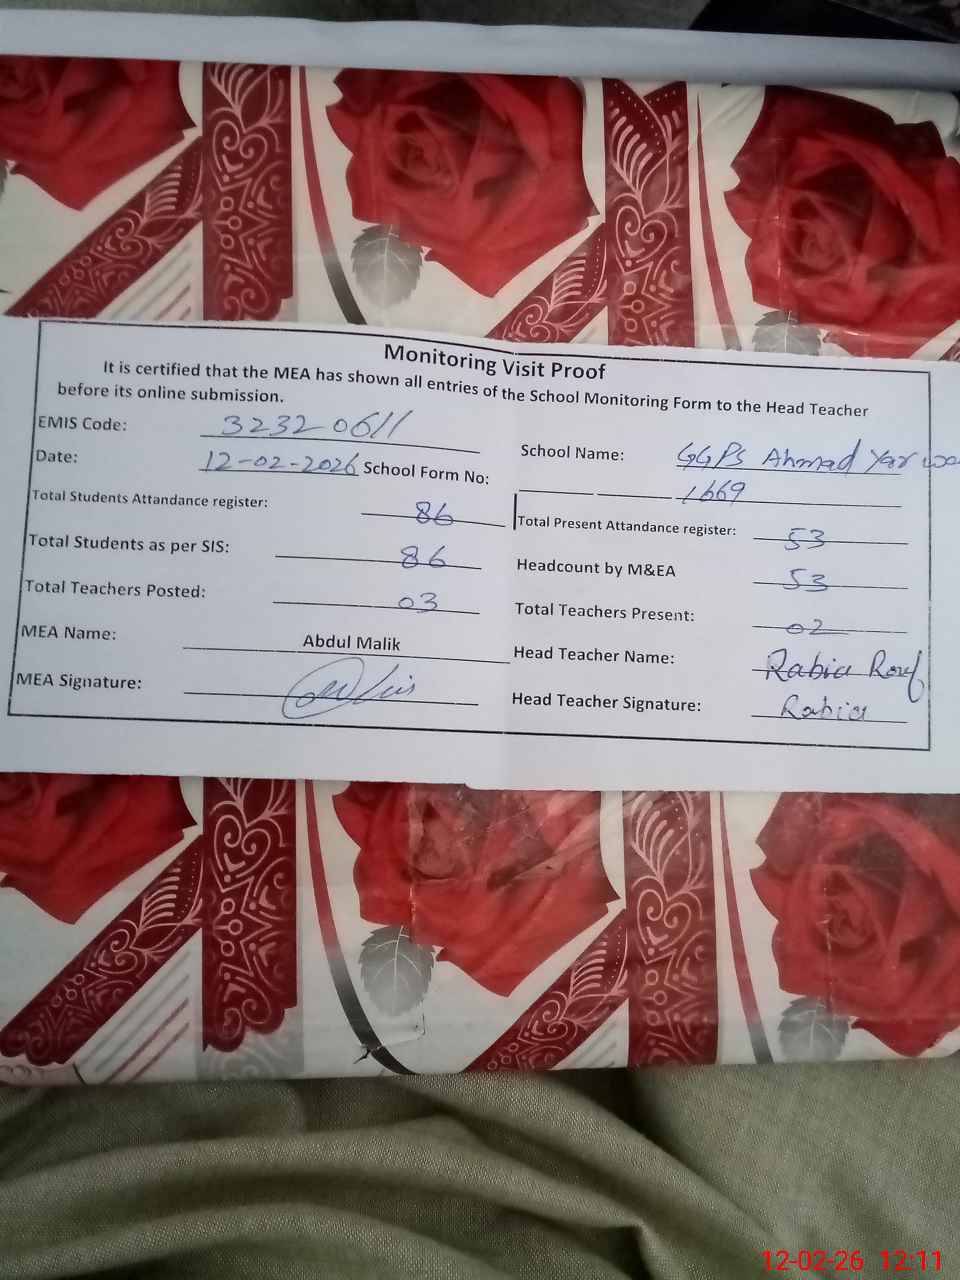 Monitoring Visit Proof
It is certified that the MEA has shown all entries of the School Monitoring Form to the Head Teacher
before its online submission.
EMIS Code: 32320611
School Name: GGPS Ahmad Yar
Date: 12-02-2026 School Form No: 1669
Total Students Attandance register: 86
Total Present Attandance register: 53
Total Students as per SIS: 86
Headcount by M&EA 53
Total Teachers Posted: 03
Total Teachers Present: 02
MEA Name: Abdul Malik
Head Teacher Name: Rabia Rouf
MEA Signature:
Head Teacher Signature: Rabia
12-02-26 12:11